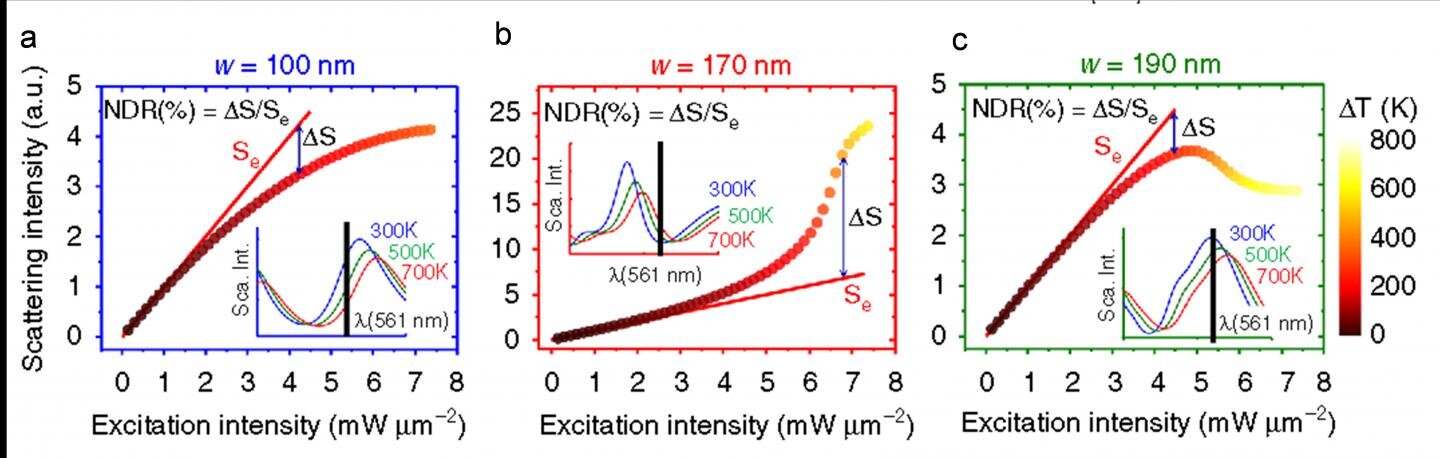 a
w = 100 nm
Scattering intensity (a.u.)
5
4
3
2
1
0
NDR(%) = ΔS/Se
Se
ΔS
Sca. Int.
300K
500K
700K
λ(561 nm)
0 1 2 3 4 5 6 7 8
Excitation intensity (mW μm−2)
b
w = 170 nm
25
20
15
10
5
0
NDR(%) = ΔS/Se
Sca. Int.
300K
500K
700K
λ(561 nm)
ΔS
Se
0 1 2 3 4 5 6 7 8
Excitation intensity (mW μm−2)
c
w = 190 nm
5
4
3
2
1
0
NDR(%) = ΔS/Se
Se
ΔS
Sca. Int.
300K
500K
700K
λ(561 nm)
0 1 2 3 4 5 6 7 8
Excitation intensity (mW μm−2)
ΔT (K)
800
600
400
200
0